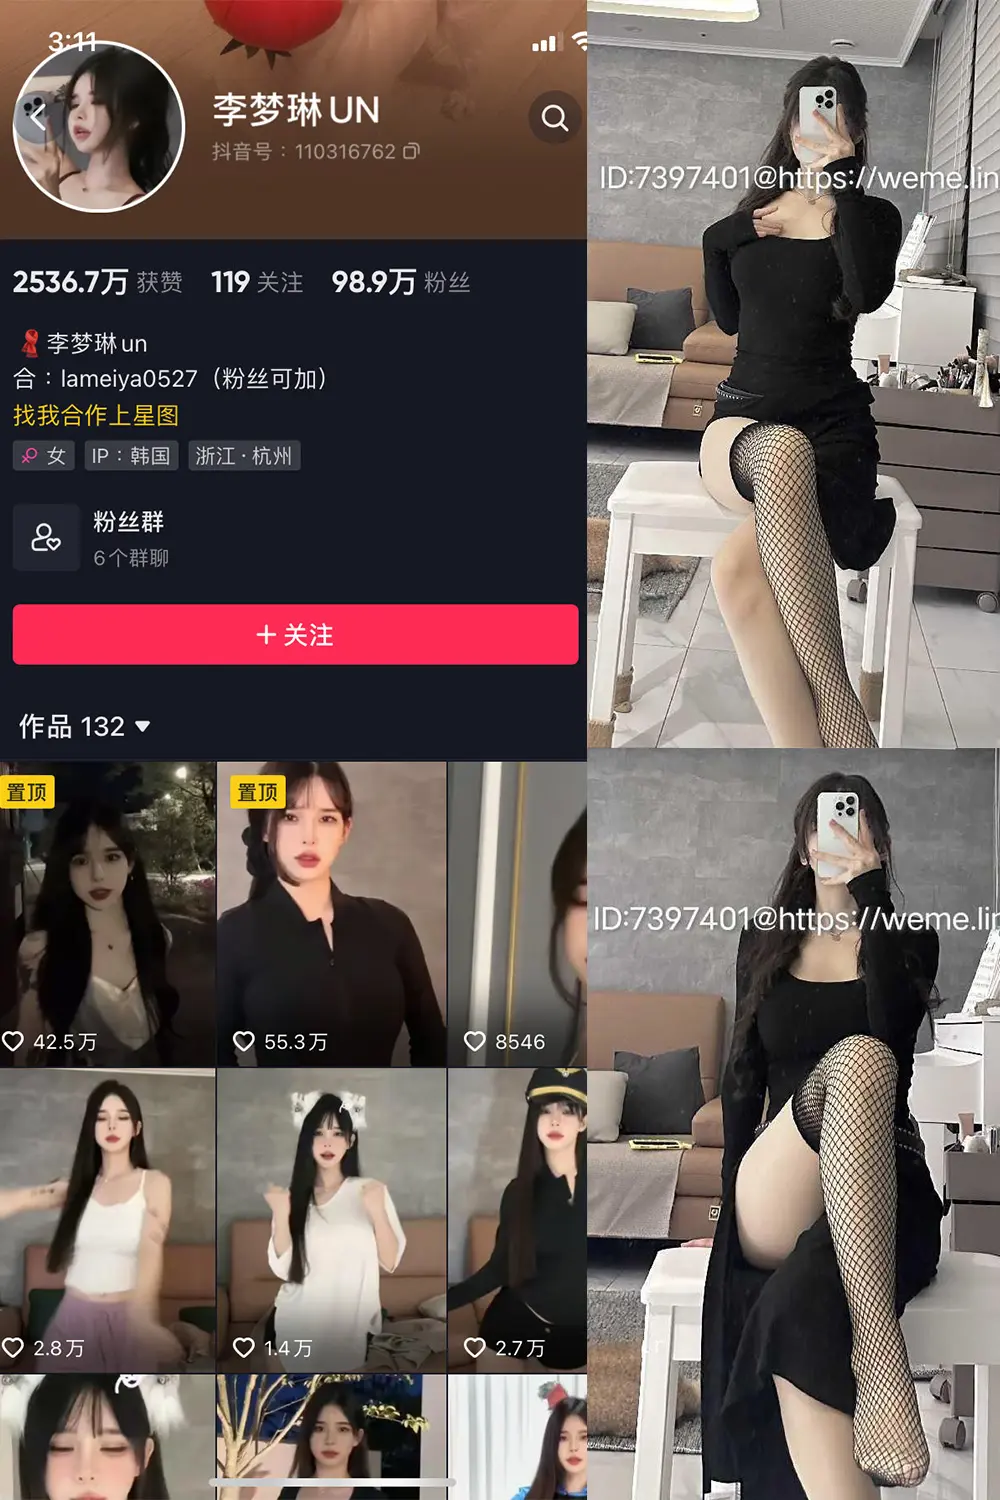 3:11
李梦琳UN
抖音号：110316762
2536.7万 获赞 119 关注 98.9万 粉丝
李梦琳un
合：lameiya0527（粉丝可加）
找我合作上星图
女 IP：韩国 浙江·杭州
粉丝群
6个群聊
+ 关注
作品 132
置顶 置顶
42.5万 55.3万 8546
2.8万 1.4万 2.7万
ID:7397401@https://weme.lin
ID:7397401@https://weme.lin